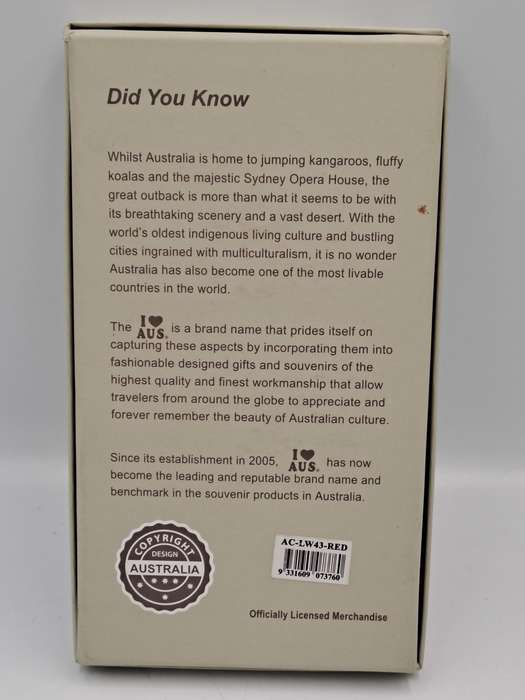 Did You Know
Whilst Australia is home to jumping kangaroos, fluffy
koalas and the majestic Sydney Opera House, the
great outback is more than what it seems to be with
its breathtaking scenery and a vast desert. With the
world's oldest indigenous living culture and bustling
cities ingrained with multiculturalism, it is no wonder
Australia has also become one of the most livable
countries in the world.
The I ♥ AUS. is a brand name that prides itself on
capturing these aspects by incorporating them into
fashionable designed gifts and souvenirs of the
highest quality and finest workmanship that allow
travelers from around the globe to appreciate and
forever remember the beauty of Australian culture.
Since its establishment in 2005, I ♥ AUS® has now
become the leading and reputable brand name and
benchmark in the souvenir products in Australia.
COPYRIGHT
DESIGN
AUSTRALIA
AC-LW43-RED
9 331609 073760
Officially Licensed Merchandise